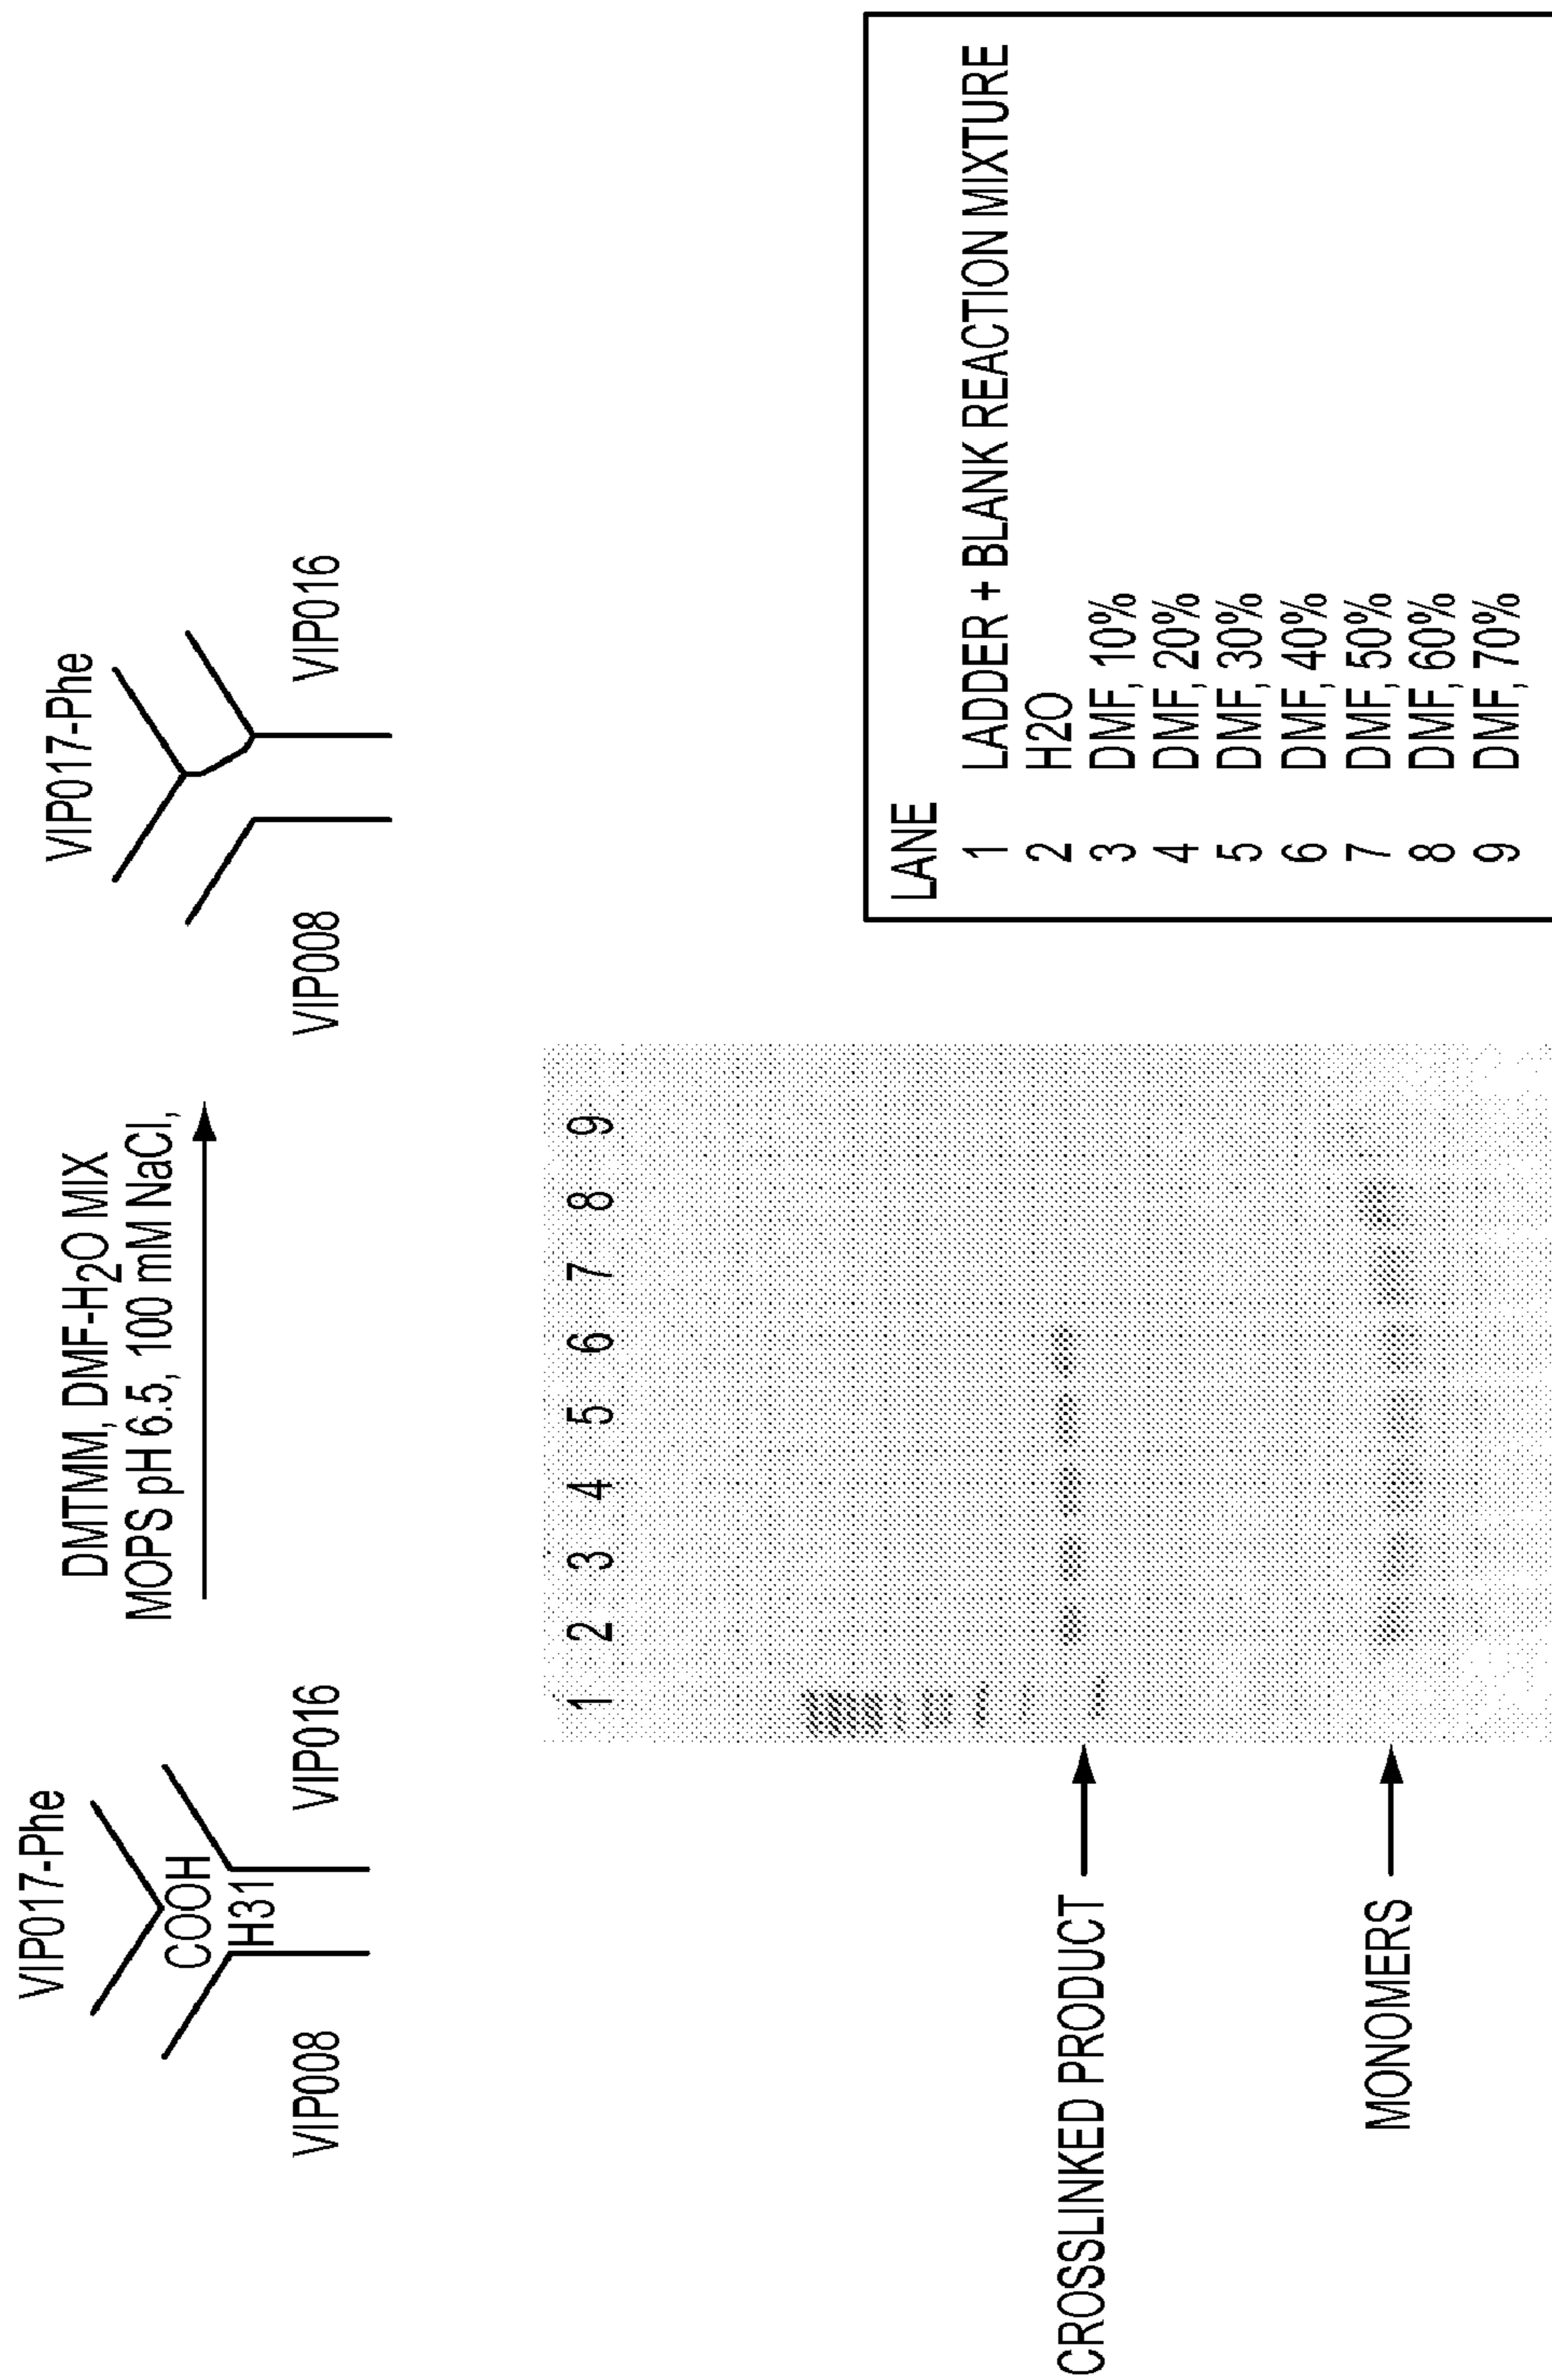 VIP017-Phe
COOH
H31
VIP008
VIP016
DMTMM, DMF-H2O MIX
MOPS pH 6.5, 100 mM NaCl,
VIP017-Phe
VIP008
VIP016
1 2 3 4 5 6 7 8 9
CROSSLINKED PRODUCT
MONOMERS
LANE
1 LADDER + BLANK REACTION MIXTURE
2 H2O
3 DMF, 10%
4 DMF, 20%
5 DMF, 30%
6 DMF, 40%
7 DMF, 50%
8 DMF, 60%
9 DMF, 70%